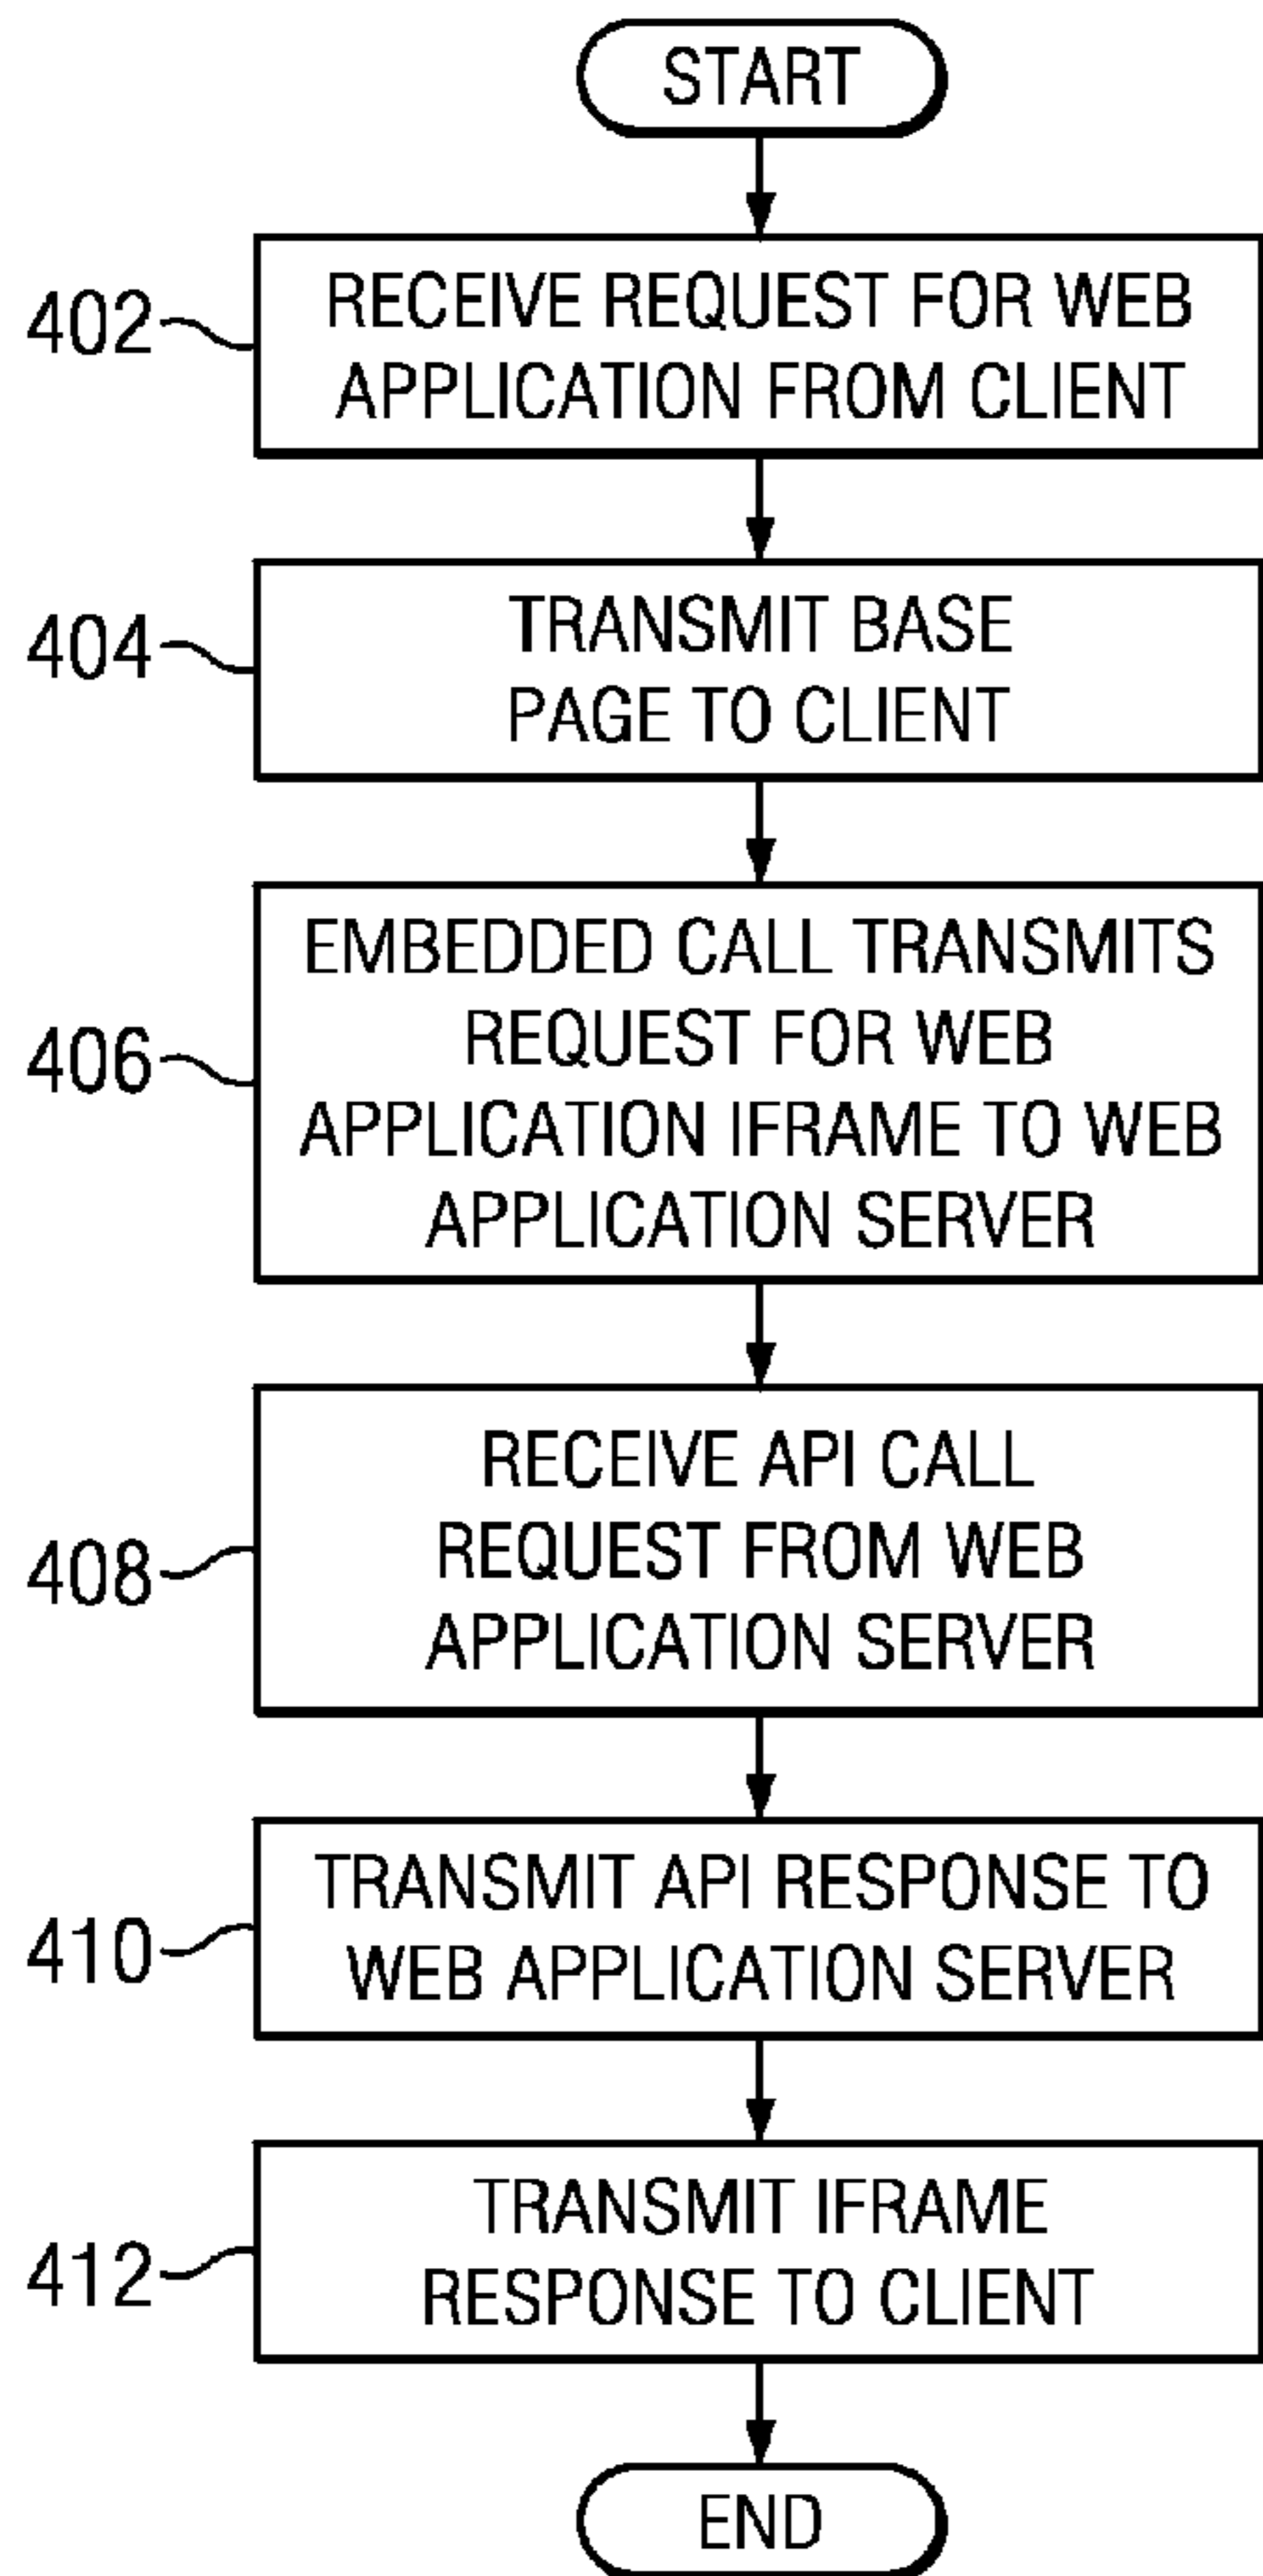 START
402
RECEIVE REQUEST FOR WEB
APPLICATION FROM CLIENT
404
TRANSMIT BASE
PAGE TO CLIENT
406
EMBEDDED CALL TRANSMITS
REQUEST FOR WEB
APPLICATION IFRAME TO WEB
APPLICATION SERVER
408
RECEIVE API CALL
REQUEST FROM WEB
APPLICATION SERVER
410
TRANSMIT API RESPONSE TO
WEB APPLICATION SERVER
412
TRANSMIT IFRAME
RESPONSE TO CLIENT
END